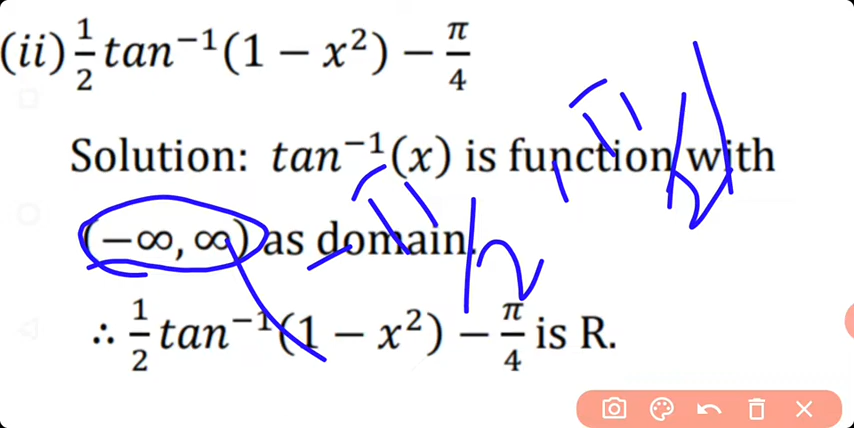 (ii) ½ tan⁻¹(1 − x²) − π/4
Solution: tan⁻¹(x) is function with
(−∞, ∞) as domain.
∴ ½ tan⁻¹(1 − x²) − π/4 is R.